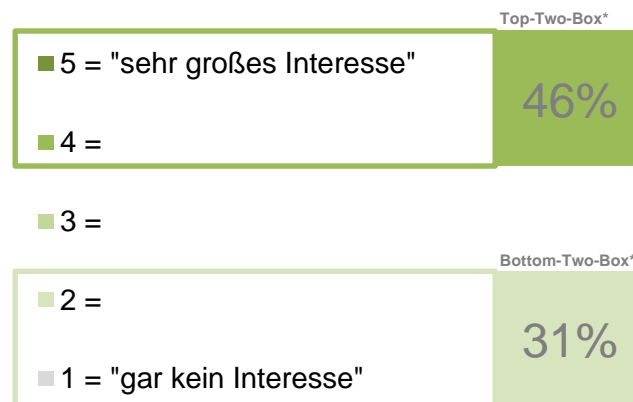 Top-Two-Box*
5 = "sehr großes Interesse"
46%
4 =
3 =
Bottom-Two-Box*
2 =
31%
1 = "gar kein Interesse"